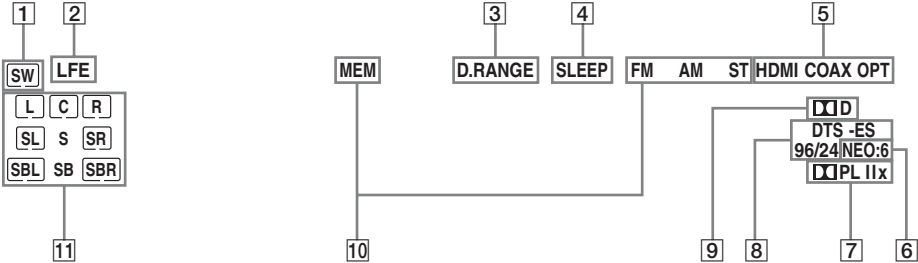 1 2 3 4 5
SW LFE MEM D.RANGE SLEEP FM AM ST HDMI COAX OPT
L C R D
SL S SR DTS -ES
96/24 NEO:6
SBL SB SBR PL IIx
11 10 9 8 7 6